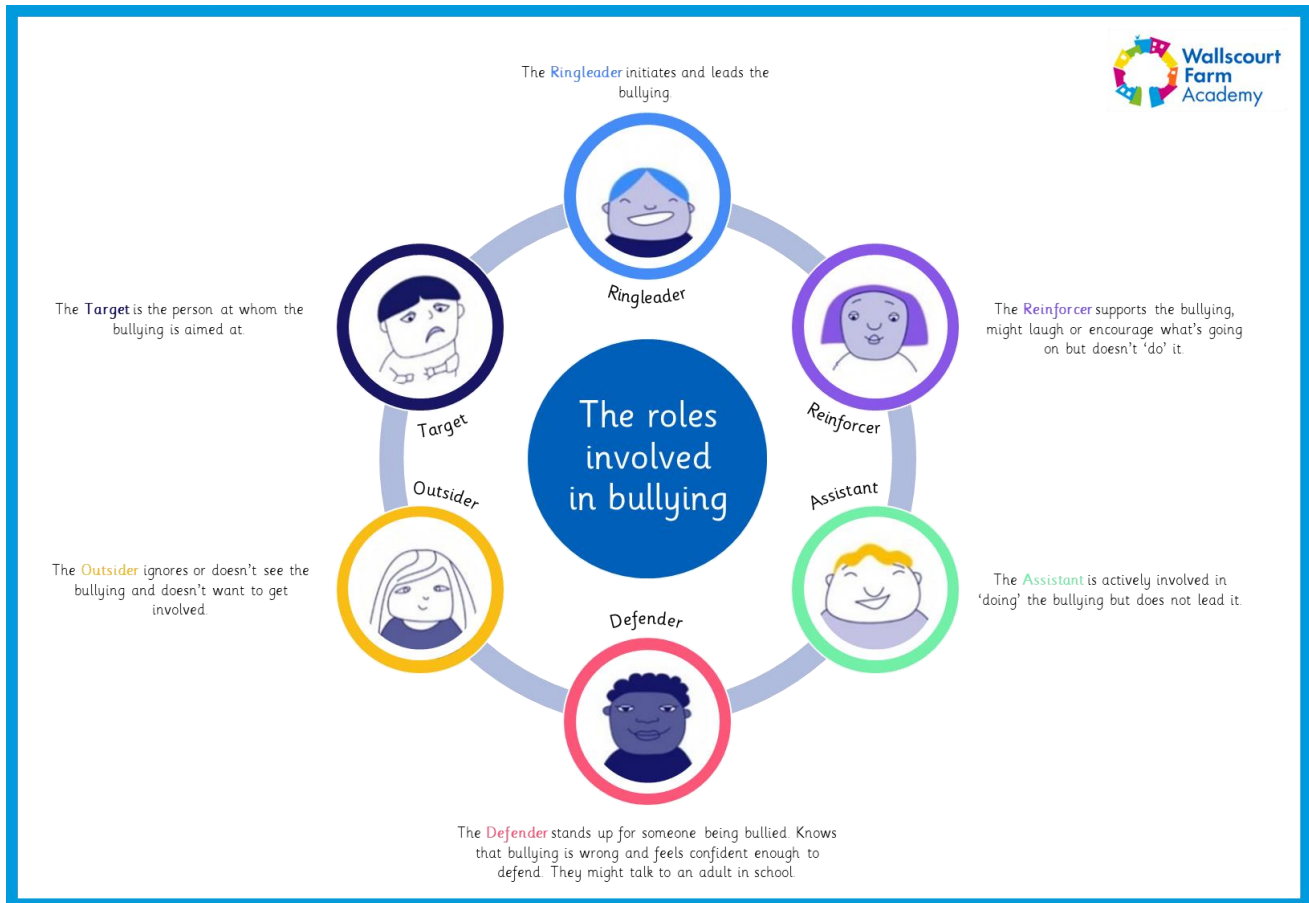 Wallscourt
Farm
Academy
The Ringleader initiates and leads the
bullying.
Ringleader
The Target is the person at whom the
bullying is aimed at.
Target
The Reinforcer supports the bullying,
might laugh or encourage what's going
on but doesn't 'do' it.
Reinforcer
The roles
involved
in bullying
Outsider
The Outsider ignores or doesn't see the
bullying and doesn't want to get
involved.
Assistant
The Assistant is actively involved in
'doing' the bullying but does not lead it.
Defender
The Defender stands up for someone being bullied. Knows
that bullying is wrong and feels confident enough to
defend. They might talk to an adult in school.